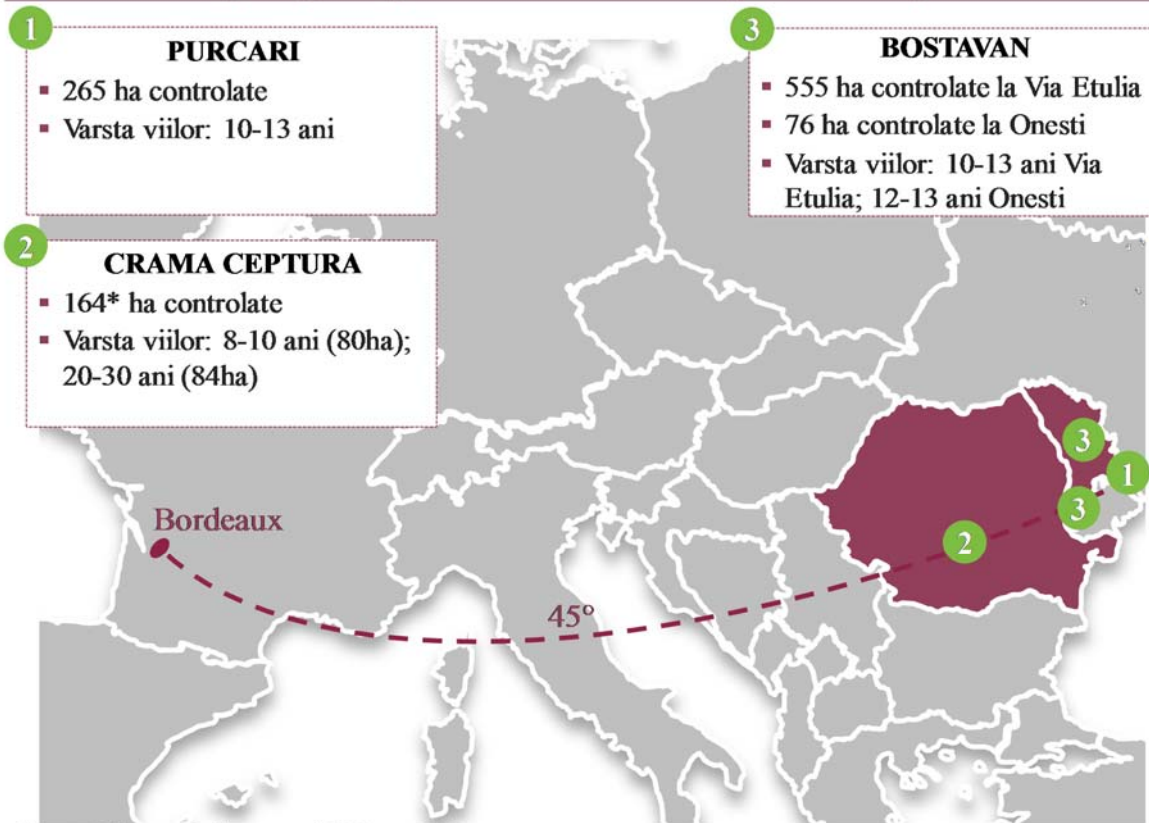 1
PURCARI
▪ 265 ha controlate
▪ Varsta viilor: 10-13 ani
3
BOSTAVAN
▪ 555 ha controlate la Via Etulia
▪ 76 ha controlate la Onesti
▪ Varsta viilor: 10-13 ani Via
Etulia; 12-13 ani Onesti
2
CRAMA CEPTURA
▪ 164* ha controlate
▪ Varsta viilor: 8-10 ani (80ha);
20-30 ani (84ha)
3
1
3
2
Bordeaux
45°